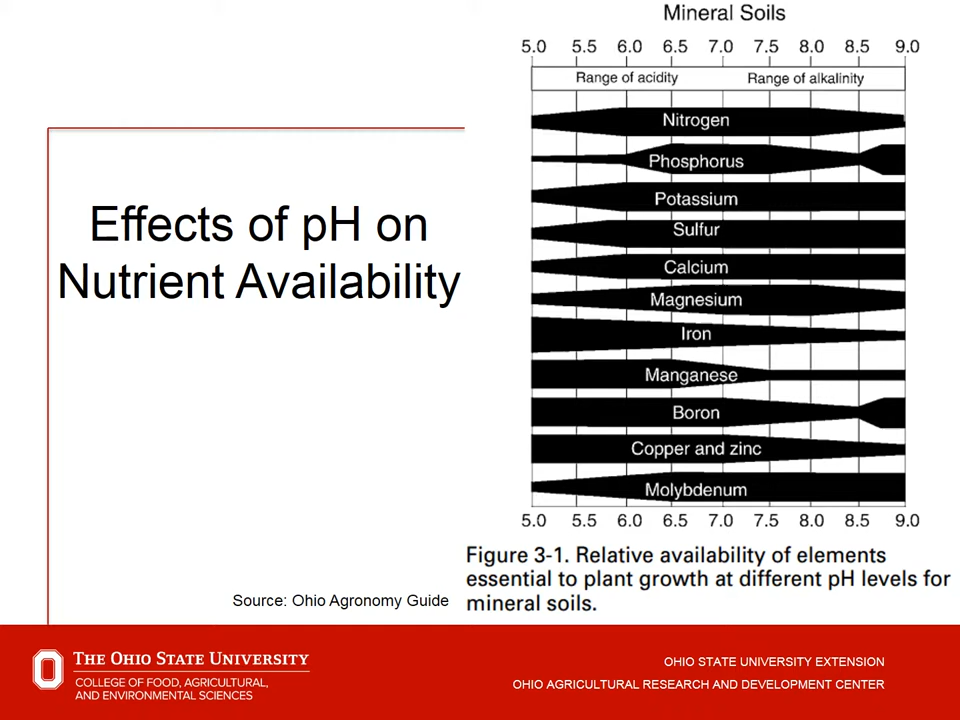 Effects of pH on
Nutrient Availability
Source: Ohio Agronomy Guide
Mineral Soils
5.0 5.5 6.0 6.5 7.0 7.5 8.0 8.5 9.0
Range of acidity Range of alkalinity
Nitrogen
Phosphorus
Potassium
Sulfur
Calcium
Magnesium
Iron
Manganese
Boron
Copper and zinc
Molybdenum
5.0 5.5 6.0 6.5 7.0 7.5 8.0 8.5 9.0
Figure 3-1. Relative availability of elements
essential to plant growth at different pH levels for
mineral soils.
THE OHIO STATE UNIVERSITY
COLLEGE OF FOOD, AGRICULTURAL,
AND ENVIRONMENTAL SCIENCES
OHIO STATE UNIVERSITY EXTENSION
OHIO AGRICULTURAL RESEARCH AND DEVELOPMENT CENTER